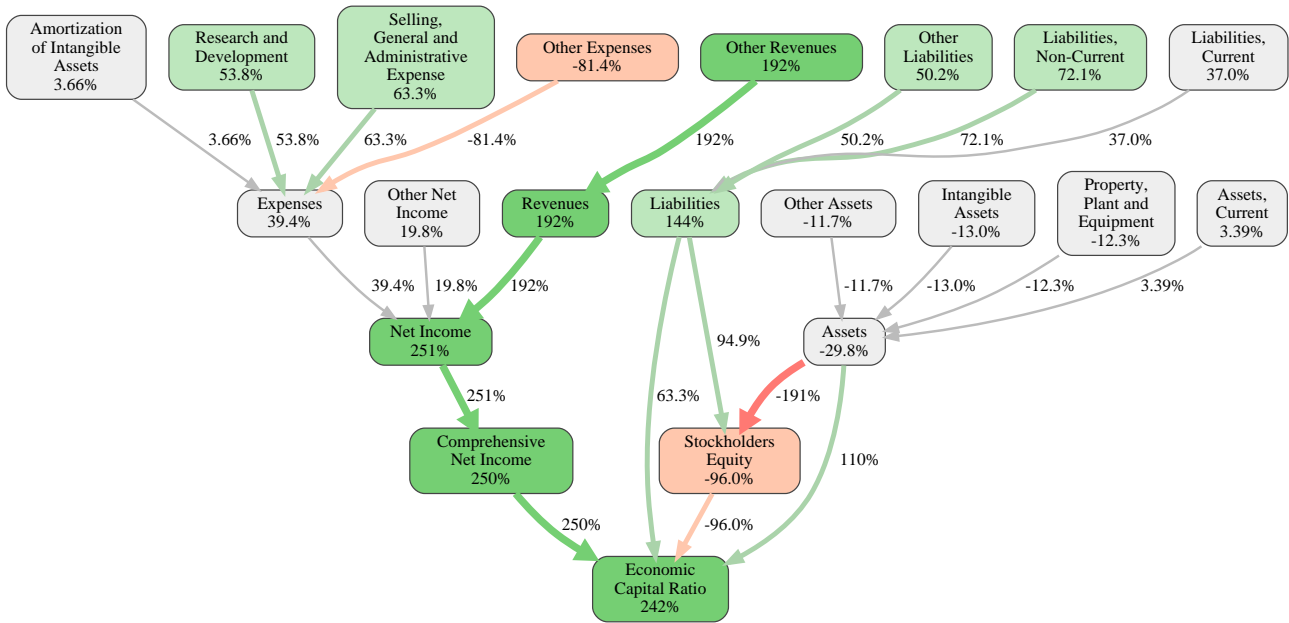 Amortization
of Intangible
Assets
3.66%
Research and
Development
53.8%
Selling,
General and
Administrative
Expense
63.3%
Other Expenses
-81.4%
Other Revenues
192%
Other
Liabilities
50.2%
Liabilities,
Non-Current
72.1%
Liabilities,
Current
37.0%
3.66%
53.8%
63.3%
-81.4%
192%
50.2%
72.1%
37.0%
Expenses
39.4%
Other Net
Income
19.8%
Revenues
192%
Liabilities
144%
Other Assets
-11.7%
Intangible
Assets
-13.0%
Property,
Plant and
Equipment
-12.3%
Assets,
Current
3.39%
39.4%
19.8%
192%
-11.7%
-13.0%
-12.3%
3.39%
Net Income
251%
94.9%
Assets
-29.8%
251%
63.3%
-191%
Comprehensive
Net Income
250%
Stockholders
Equity
-96.0%
110%
250%
-96.0%
Economic
Capital Ratio
242%